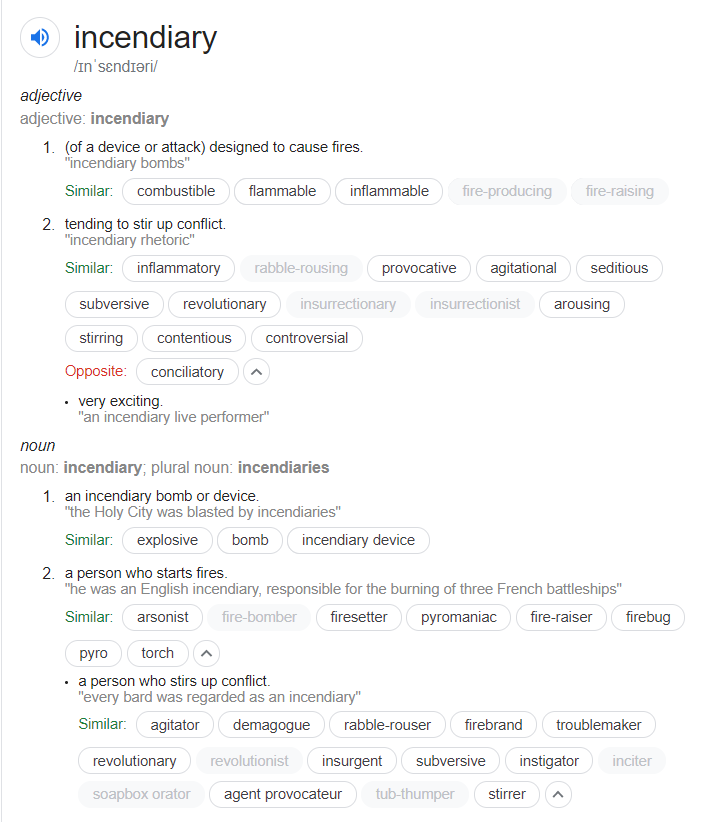 incendiary
/ɪnˈsɛndɪəri/
adjective
adjective: incendiary
1. (of a device or attack) designed to cause fires.
"incendiary bombs"
Similar: combustible flammable inflammable fire-producing fire-raising
2. tending to stir up conflict.
"incendiary rhetoric"
Similar: inflammatory rabble-rousing provocative agitational seditious
subversive revolutionary insurrectionary insurrectionist arousing
stirring contentious controversial
Opposite: conciliatory
• very exciting.
"an incendiary live performer"
noun
noun: incendiary; plural noun: incendiaries
1. an incendiary bomb or device.
"the Holy City was blasted by incendiaries"
Similar: explosive bomb incendiary device
2. a person who starts fires.
"he was an English incendiary, responsible for the burning of three French battleships"
Similar: arsonist fire-bomber firesetter pyromaniac fire-raiser firebug
pyro torch
• a person who stirs up conflict.
"every bard was regarded as an incendiary"
Similar: agitator demagogue rabble-rouser firebrand troublemaker
revolutionary revolutionist insurgent subversive instigator inciter
soapbox orator agent provocateur tub-thumper stirrer